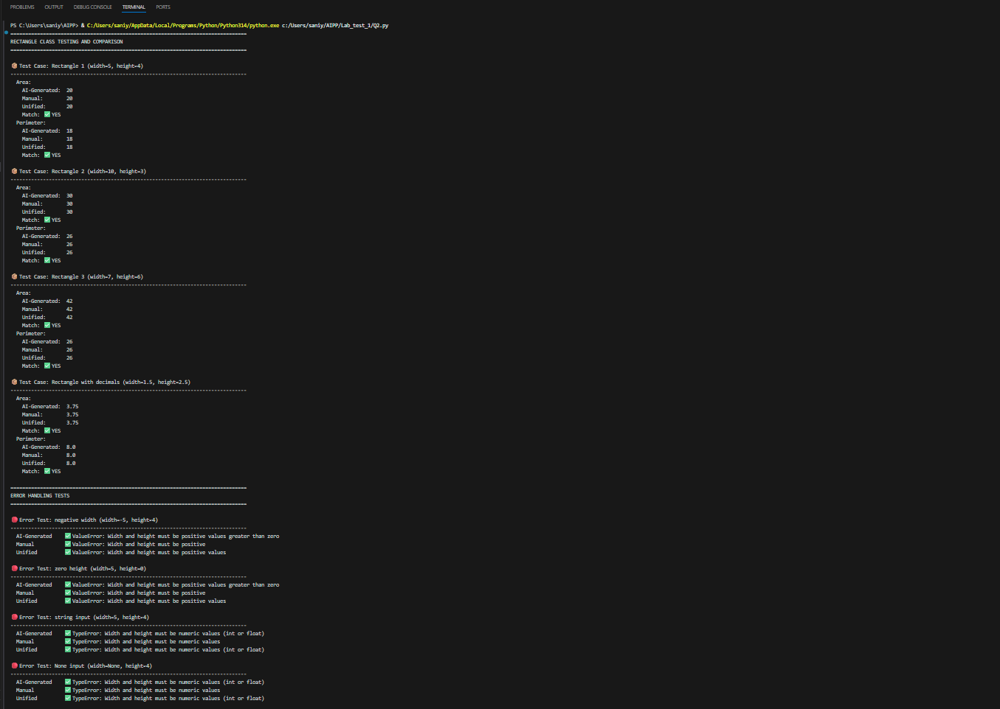 PROBLEMS OUTPUT DEBUG CONSOLE TERMINAL PORTS
PS C:\Users\saniy\AIPP> & C:/Users/saniy/AppData/Local/Programs/Python/Python314/python.exe c:/Users/saniy/AIPP/Lab_test_1/Q2.py
================================================================================
RECTANGLE CLASS TESTING AND COMPARISON
================================================================================
📦 Test Case: Rectangle 1 (width=5, height=4)
--------------------------------------------------------------------------------
Area:
AI-Generated: 20
Manual: 20
Unified: 20
Match: ✅ YES
Perimeter:
AI-Generated: 18
Manual: 18
Unified: 18
Match: ✅ YES
📦 Test Case: Rectangle 2 (width=10, height=3)
--------------------------------------------------------------------------------
Area:
AI-Generated: 30
Manual: 30
Unified: 30
Match: ✅ YES
Perimeter:
AI-Generated: 26
Manual: 26
Unified: 26
Match: ✅ YES
📦 Test Case: Rectangle 3 (width=7, height=6)
--------------------------------------------------------------------------------
Area:
AI-Generated: 42
Manual: 42
Unified: 42
Match: ✅ YES
Perimeter:
AI-Generated: 26
Manual: 26
Unified: 26
Match: ✅ YES
📦 Test Case: Rectangle with decimals (width=1.5, height=2.5)
--------------------------------------------------------------------------------
Area:
AI-Generated: 3.75
Manual: 3.75
Unified: 3.75
Match: ✅ YES
Perimeter:
AI-Generated: 8.0
Manual: 8.0
Unified: 8.0
Match: ✅ YES
================================================================================
ERROR HANDLING TESTS
================================================================================
🔴 Error Test: negative width (width=-5, height=4)
--------------------------------------------------------------------------------
AI-Generated ✅ ValueError: Width and height must be positive values greater than zero
Manual ✅ ValueError: Width and height must be positive
Unified ✅ ValueError: Width and height must be positive values
🔴 Error Test: zero height (width=5, height=0)
--------------------------------------------------------------------------------
AI-Generated ✅ ValueError: Width and height must be positive values greater than zero
Manual ✅ ValueError: Width and height must be positive
Unified ✅ ValueError: Width and height must be positive values
🔴 Error Test: string input (width=5, height=4)
--------------------------------------------------------------------------------
AI-Generated ✅ TypeError: Width and height must be numeric values (int or float)
Manual ✅ TypeError: Width and height must be numeric values
Unified ✅ TypeError: Width and height must be numeric values (int or float)
🔴 Error Test: None input (width=None, height=4)
--------------------------------------------------------------------------------
AI-Generated ✅ TypeError: Width and height must be numeric values (int or float)
Manual ✅ TypeError: Width and height must be numeric values
Unified ✅ TypeError: Width and height must be numeric values (int or float)